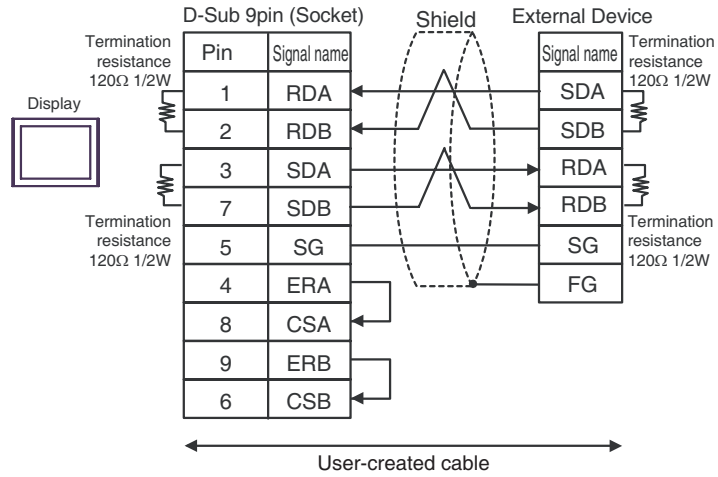 D-Sub 9pin (Socket)
Shield
External Device
Termination
resistance
120Ω 1/2W
Pin
Signal name
Signal name
Termination
resistance
120Ω 1/2W
Display
1
RDA
SDA
2
RDB
SDB
3
SDA
RDA
7
SDB
RDB
Termination
resistance
120Ω 1/2W
5
SG
SG
Termination
resistance
120Ω 1/2W
4
ERA
FG
8
CSA
9
ERB
6
CSB
User-created cable